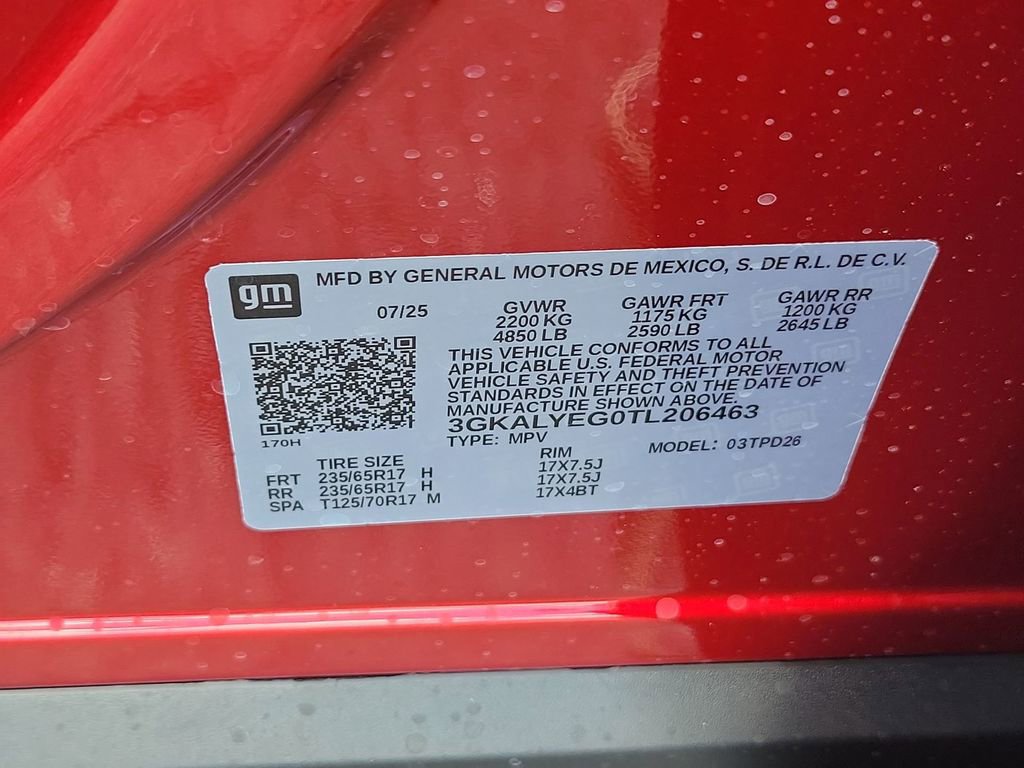 gm
MFD BY GENERAL MOTORS DE MEXICO, S. DE R.L. DE C.V.
07/25
GVWR
2200 KG
4850 LB
GAWR FRT
1175 KG
2590 LB
GAWR RR
1200 KG
2645 LB
THIS VEHICLE CONFORMS TO ALL
APPLICABLE U.S. FEDERAL MOTOR
VEHICLE SAFETY AND THEFT PREVENTION
STANDARDS IN EFFECT ON THE DATE OF
MANUFACTURE SHOWN ABOVE.
3GKALYEG0TL206463
TYPE: MPV
MODEL: 03TPD26
170H
TIRE SIZE RIM
FRT 235/65R17 H 17X7.5J
RR 235/65R17 H 17X7.5J
SPA T125/70R17 M 17X4BT